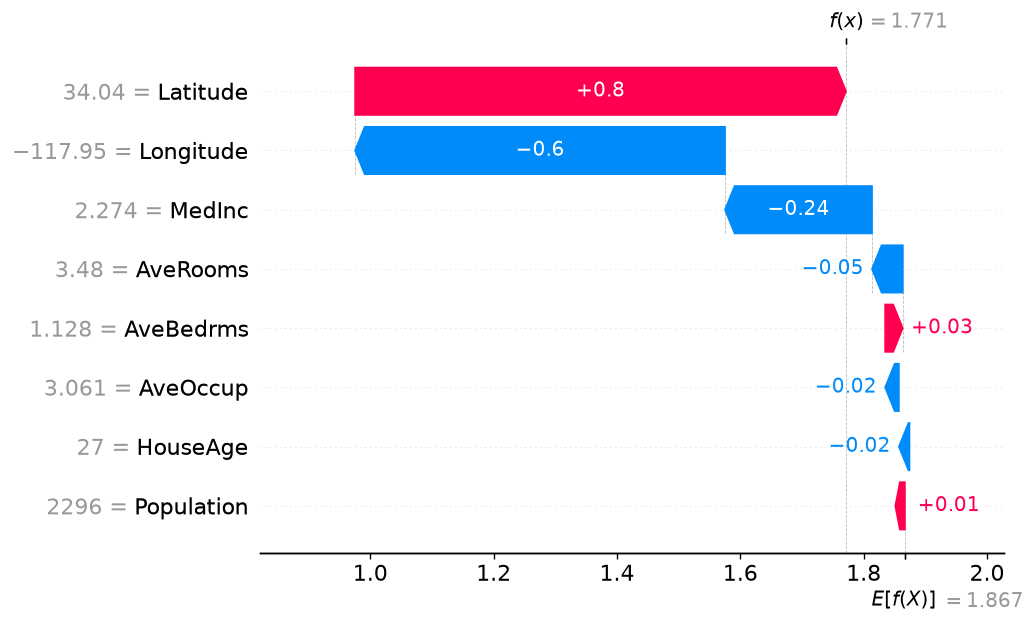 f(x) = 1.771
34.04 = Latitude +0.8
−117.95 = Longitude −0.6
2.274 = MedInc −0.24
3.48 = AveRooms −0.05
1.128 = AveBedrms +0.03
3.061 = AveOccup −0.02
27 = HouseAge −0.02
2296 = Population +0.01
1.0 1.2 1.4 1.6 1.8 2.0
E[f(X)] = 1.867